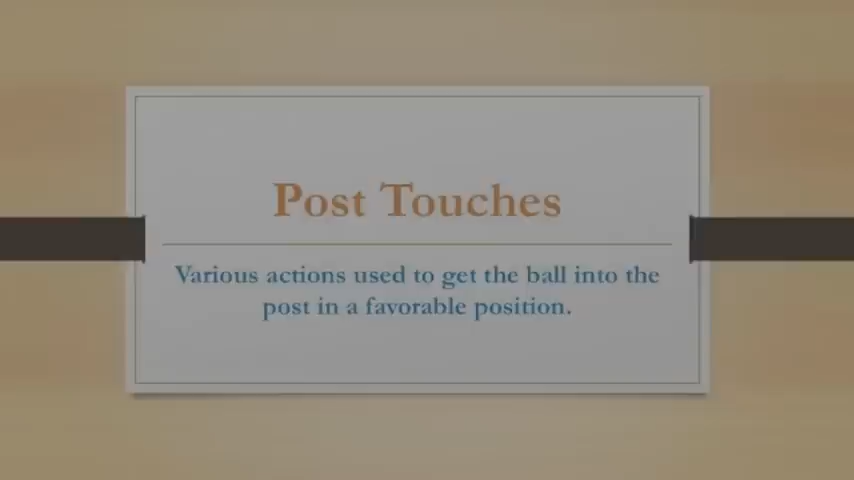 Post Touches
Various actions used to get the ball into the
post in a favorable position.